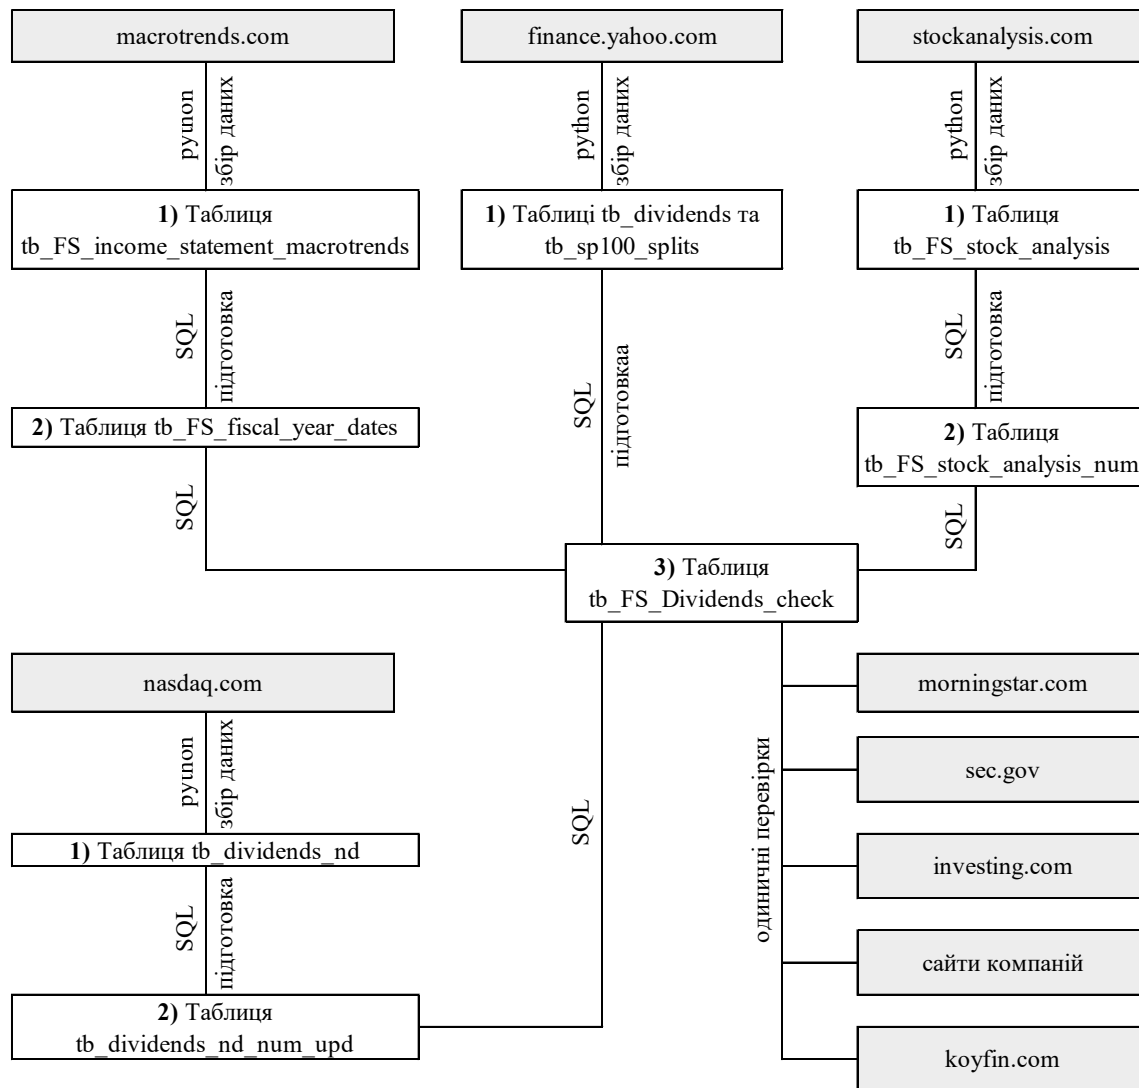 macrotrends.com
finance.yahoo.com
stockanalysis.com
pyunon
збір даних
python
збір даних
python
збір даних
1) Таблиця
tb_FS_income_statement_macrotrends
1) Таблиці tb_dividends та
tb_sp100_splits
1) Таблиця
tb_FS_stock_analysis
SQL
підготовка
SQL
підготовкаа
SQL
підготовка
2) Таблиця tb_FS_fiscal_year_dates
2) Таблиця
tb_FS_stock_analysis_num
SQL
SQL
3) Таблиця
tb_FS_Dividends_check
nasdaq.com
pyunon
збір даних
1) Таблиця tb_dividends_nd
SQL
підготовка
2) Таблиця
tb_dividends_nd_num_upd
SQL
одиничні перевірки
morningstar.com
sec.gov
investing.com
сайти компаній
koyfin.com